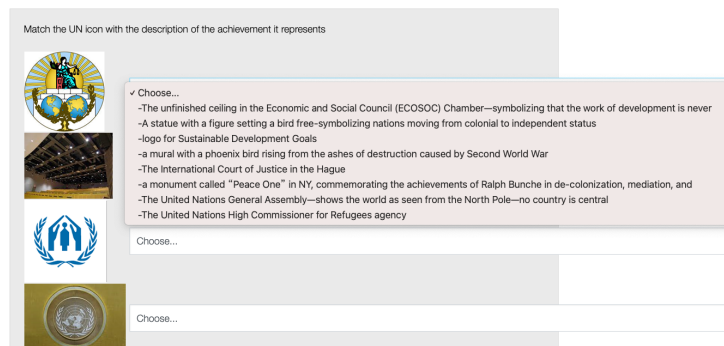 Match the UN icon with the description of the achievement it represents
✓ Choose...
-The unfinished ceiling in the Economic and Social Council (ECOSOC) Chamber—symbolizing that the work of development is never
-A statue with a figure setting a bird free-symbolizing nations moving from colonial to independent status
-logo for Sustainable Development Goals
-a mural with a phoenix bird rising from the ashes of destruction caused by Second World War
-The International Court of Justice in the Hague
-a monument called “Peace One” in NY, commemorating the achievements of Ralph Bunche in de-colonization, mediation, and
-The United Nations General Assembly—shows the world as seen from the North Pole—no country is central
-The United Nations High Commissioner for Refugees agency
Choose...
Choose...